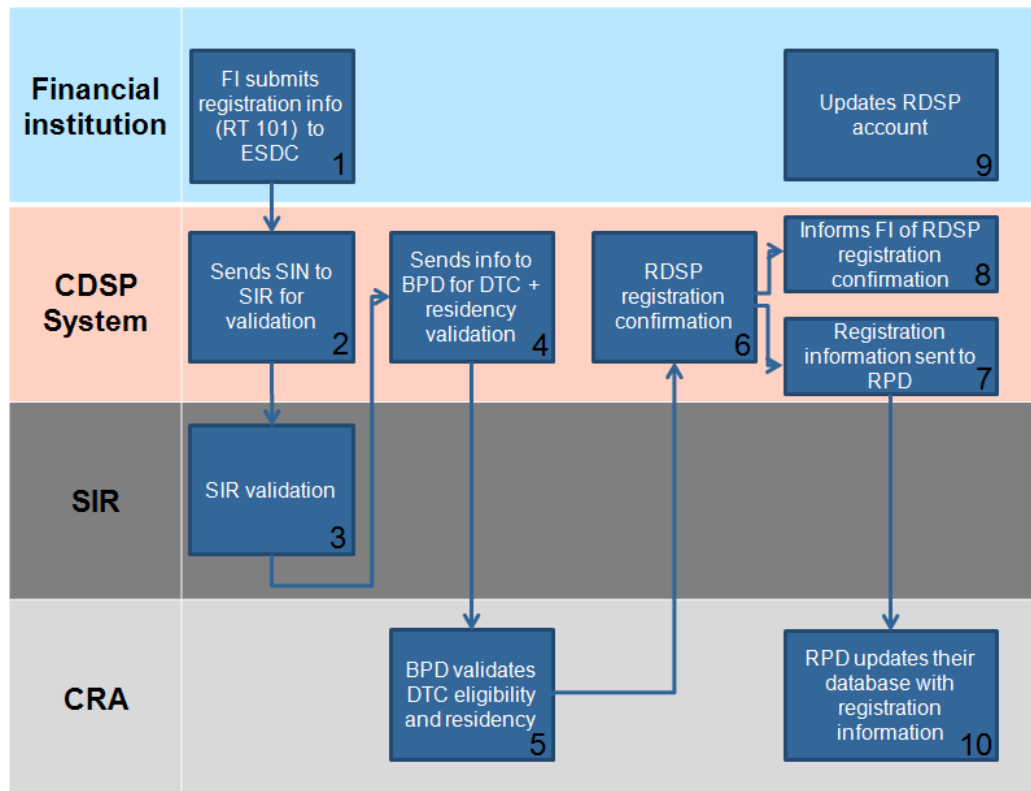 Financial
institution
FI submits
registration info
(RT 101) to
ESDC
1
Updates RDSP
account
9
CDSP
System
Sends SIN to
SIR for
validation
2
Sends info to
BPD for DTC +
residency
validation
4
RDSP
registration
confirmation
6
Informs FI of RDSP
registration
confirmation
8
Registration
information sent to
RPD
7
SIR
SIR validation
3
CRA
BPD validates
DTC eligibility
and residency
5
RPD updates their
database with
registration
information
10